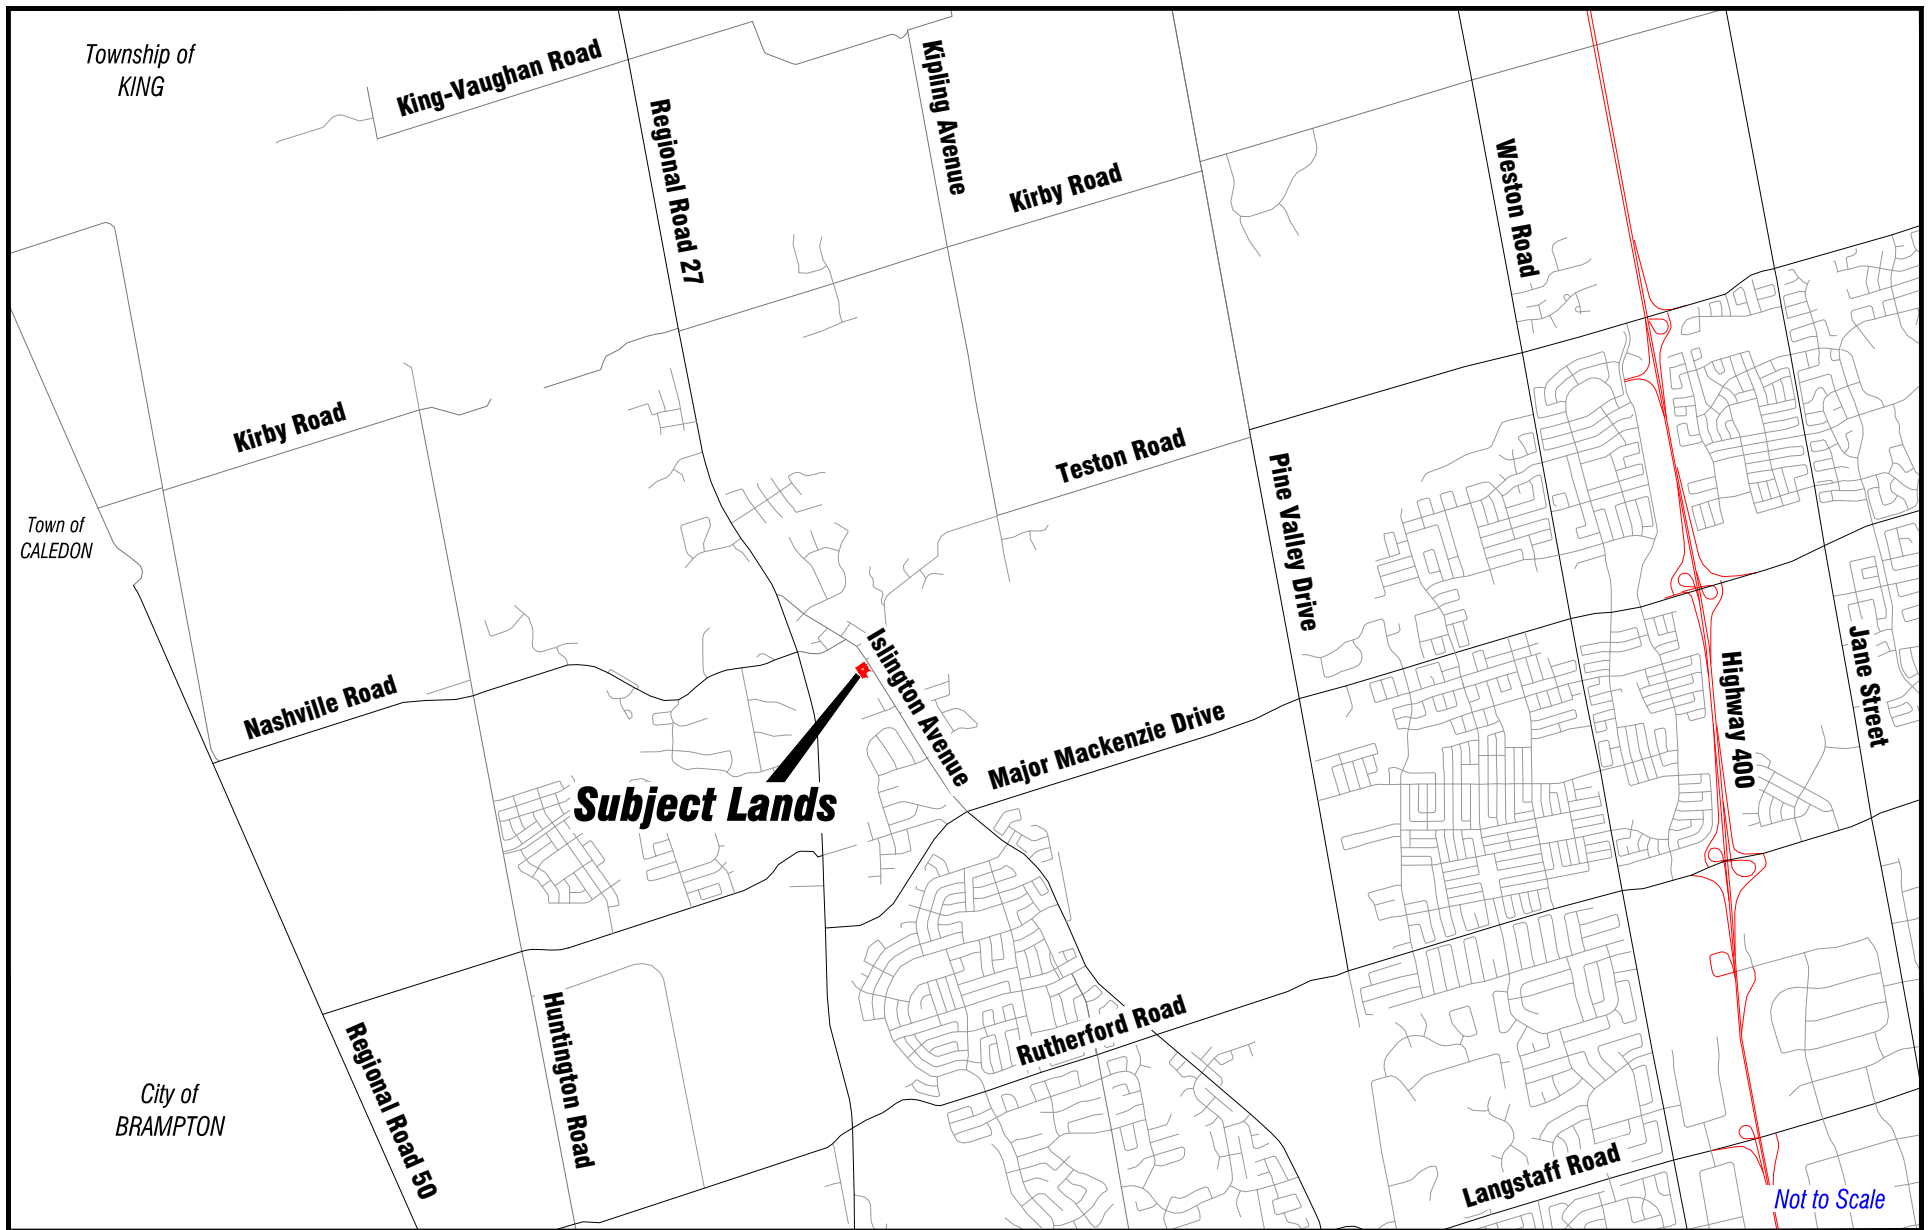 Township of
KING
King-Vaughan Road
Regional Road 27
Kipling Avenue
Kirby Road
Weston Road
Kirby Road
Teston Road
Pine Valley Drive
Town of
CALEDON
Islington Avenue
Nashville Road
Major Mackenzie Drive
Highway 400
Jane Street
Subject Lands
Huntington Road
Rutherford Road
Regional Road 50
City of
BRAMPTON
Langstaff Road
Not to Scale